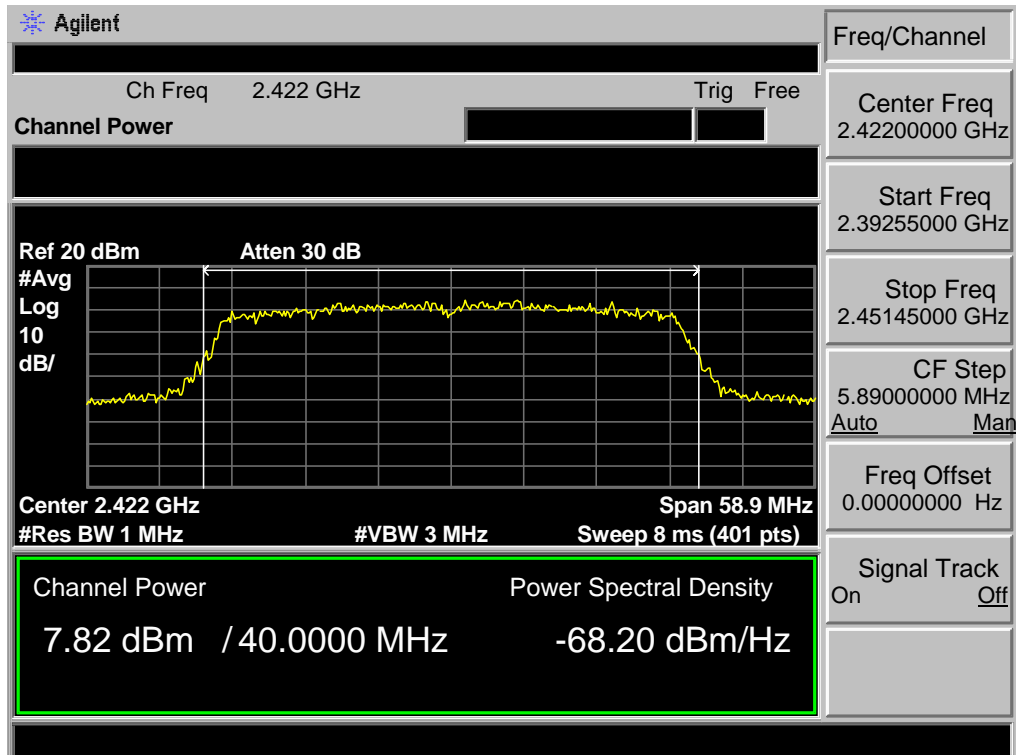 Agilent
Freq/Channel
Ch Freq 2.422 GHz Trig Free
Channel Power
Center Freq
2.42200000 GHz
Start Freq
2.39255000 GHz
Stop Freq
2.45145000 GHz
CF Step
5.89000000 MHz
Auto Man
Freq Offset
0.00000000 Hz
Signal Track
On Off
Ref 20 dBm Atten 30 dB
#Avg
Log
10
dB/
Center 2.422 GHz Span 58.9 MHz
#Res BW 1 MHz #VBW 3 MHz Sweep 8 ms (401 pts)
Channel Power Power Spectral Density
7.82 dBm / 40.0000 MHz -68.20 dBm/Hz